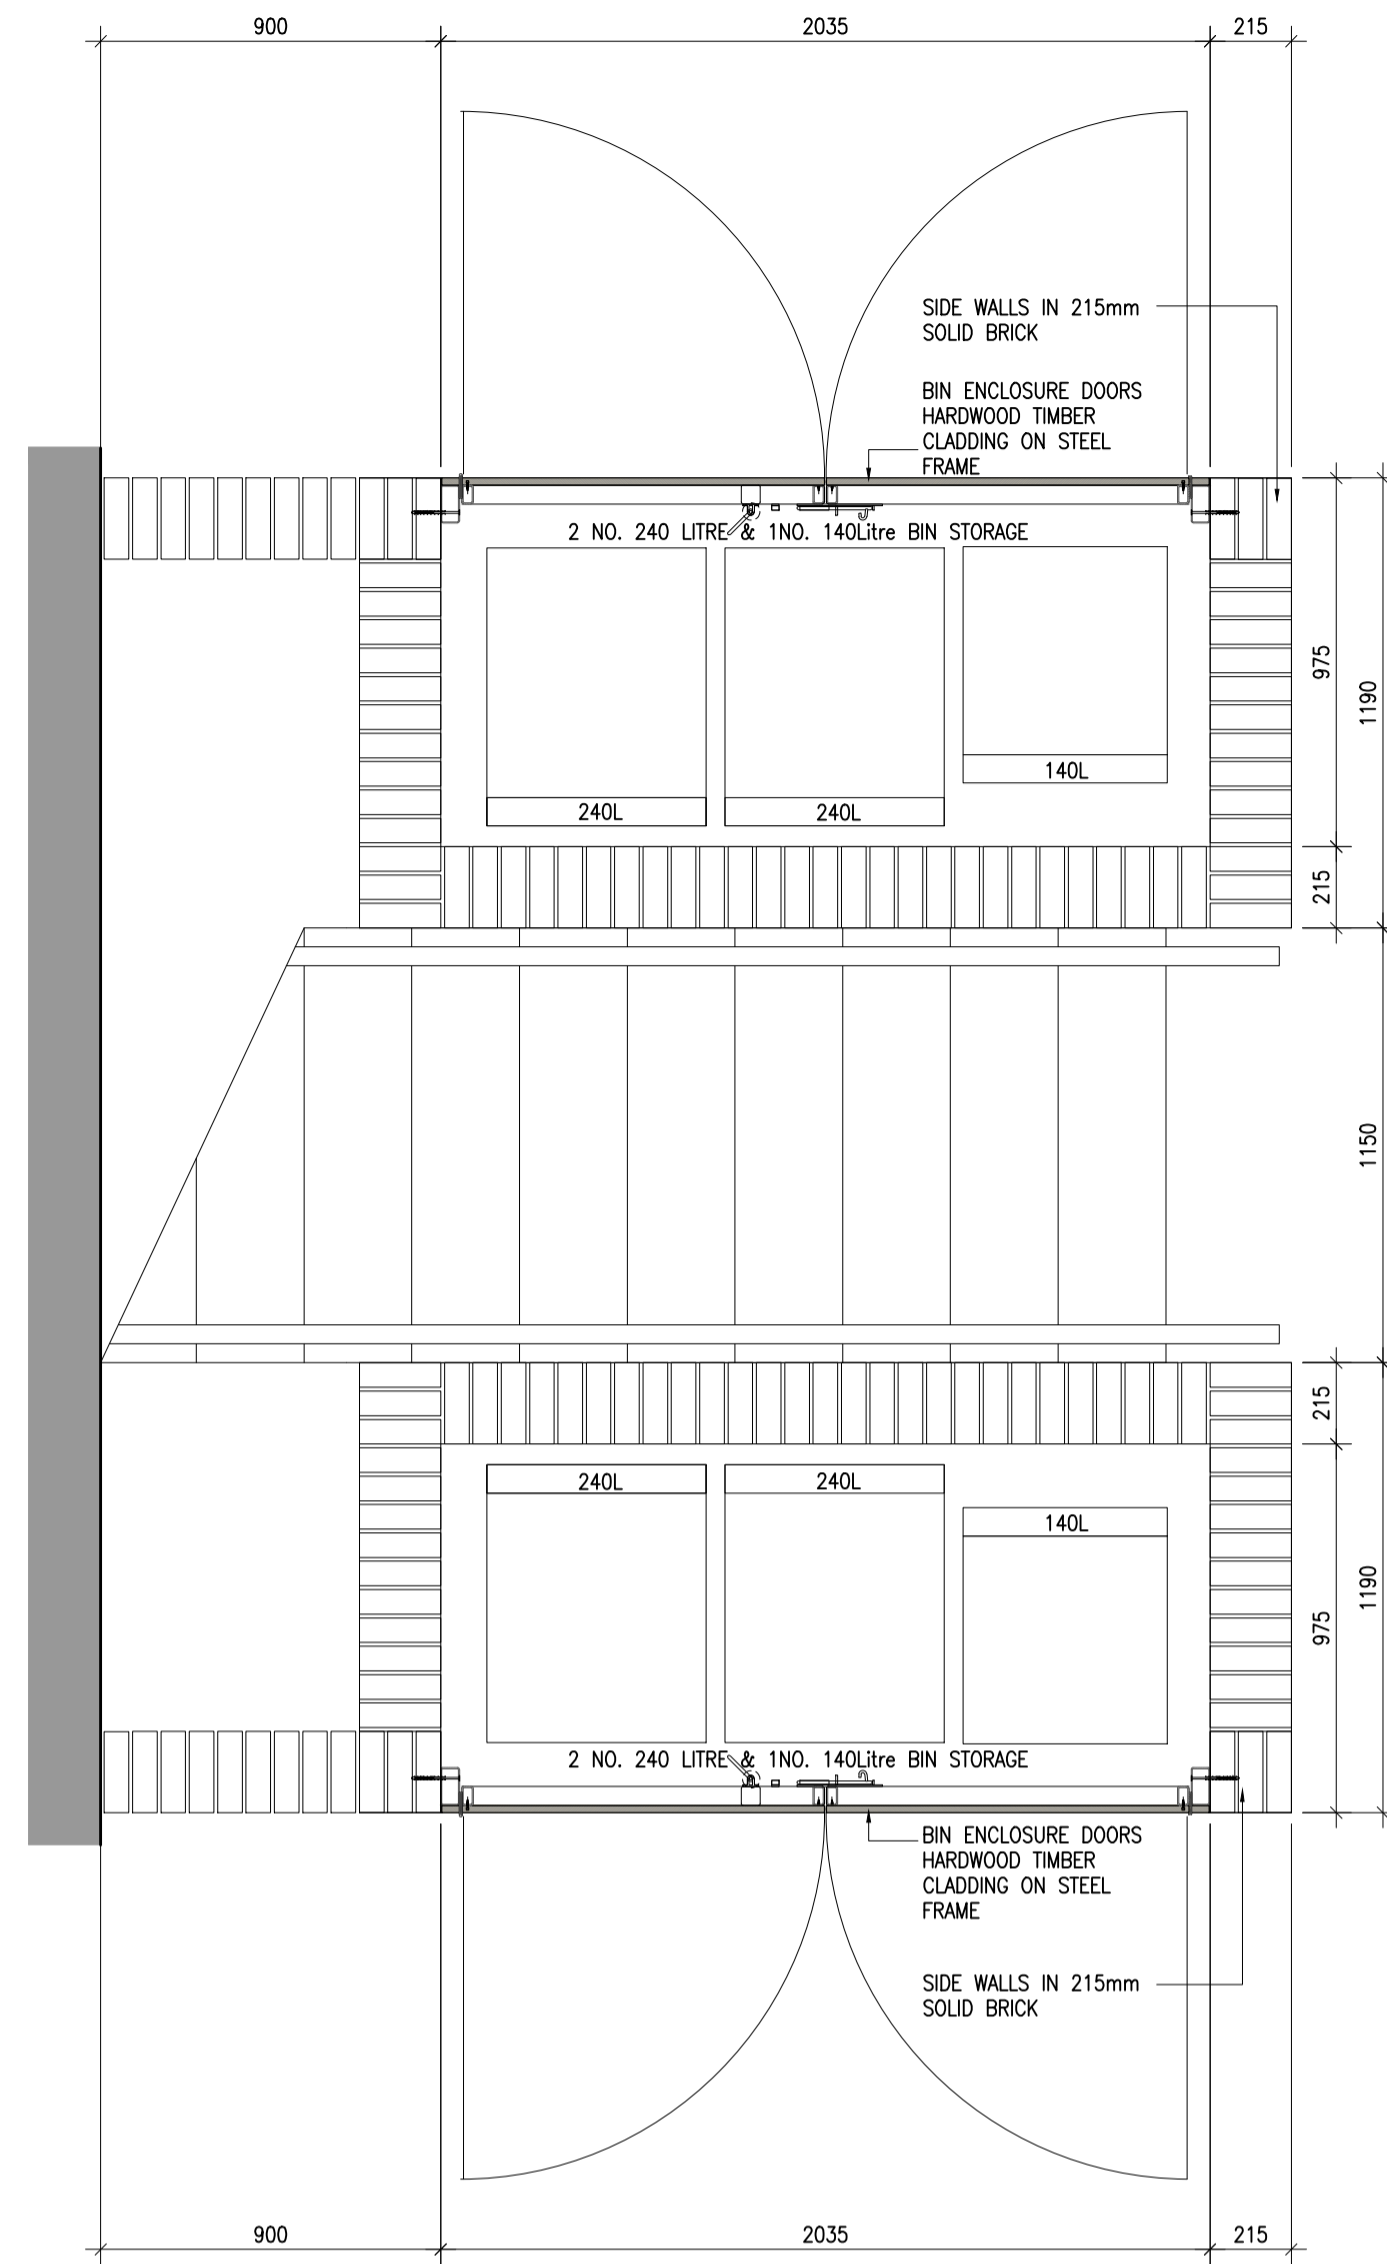 900
2035
215
SIDE WALLS IN 215mm
SOLID BRICK
BIN ENCLOSURE DOORS
HARDWOOD TIMBER
CLADDING ON STEEL
FRAME
2 NO. 240 LITRE & 1NO. 140Litre BIN STORAGE
975
1190
140L
240L
240L
215
1150
215
240L
240L
140L
1190
975
2 NO. 240 LITRE & 1NO. 140Litre BIN STORAGE
BIN ENCLOSURE DOORS
HARDWOOD TIMBER
CLADDING ON STEEL
FRAME
SIDE WALLS IN 215mm
SOLID BRICK
900
2035
215